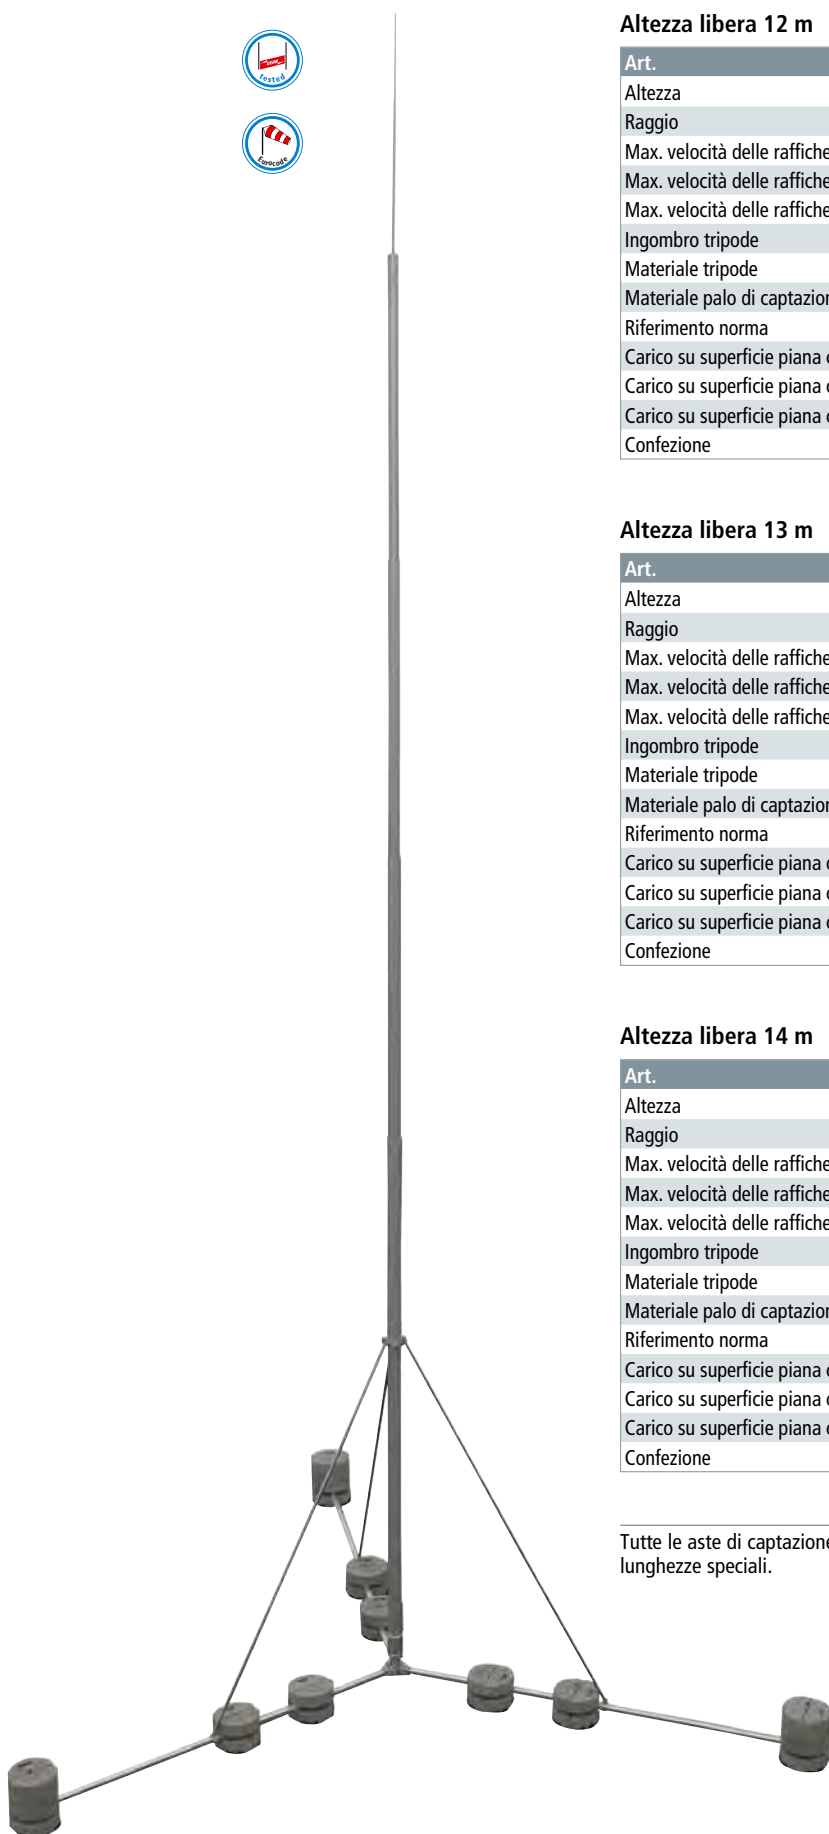 tested
Eurocode
Altezza libera 12 m
Art.
Altezza
Raggio
Max. velocità delle raffiche
Max. velocità delle raffiche
Max. velocità delle raffiche
Ingombro tripode
Materiale tripode
Materiale palo di captazion
Riferimento norma
Carico su superficie piana
Carico su superficie piana
Carico su superficie piana
Confezione
Altezza libera 13 m
Art.
Altezza
Raggio
Max. velocità delle raffiche
Max. velocità delle raffiche
Max. velocità delle raffiche
Ingombro tripode
Materiale tripode
Materiale palo di captazion
Riferimento norma
Carico su superficie piana
Carico su superficie piana
Carico su superficie piana
Confezione
Altezza libera 14 m
Art.
Altezza
Raggio
Max. velocità delle raffiche
Max. velocità delle raffiche
Max. velocità delle raffiche
Ingombro tripode
Materiale tripode
Materiale palo di captazion
Riferimento norma
Carico su superficie piana
Carico su superficie piana
Carico su superficie piana
Confezione
Tutte le aste di captazione
lunghezze speciali.